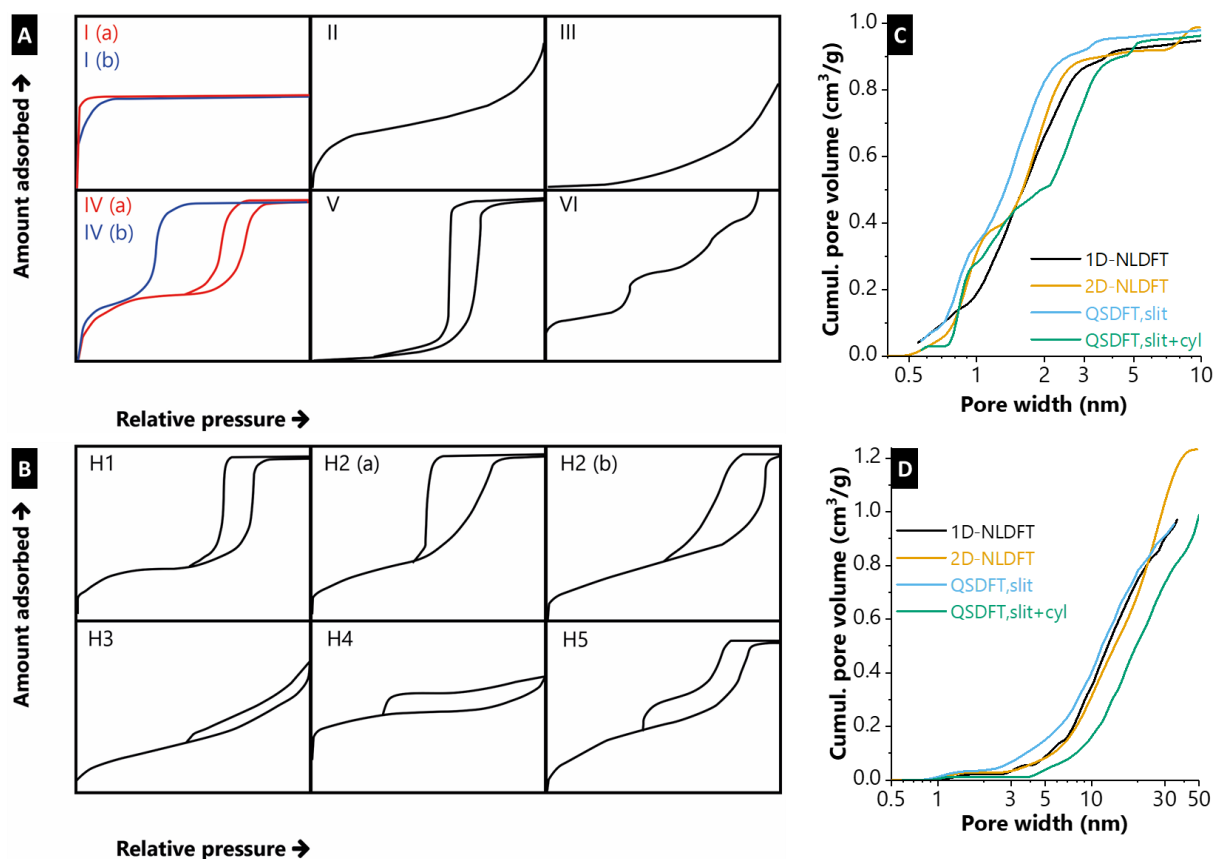 A
I (a)
I (b)
II
III
IV (a)
IV (b)
V
VI
Amount adsorbed →
Relative pressure →
B
H1
H2 (a)
H2 (b)
H3
H4
H5
Amount adsorbed →
Relative pressure →
C
1.0
0.8
0.6
0.4
0.2
0.0
Cumul. pore volume (cm³/g)
1D-NLDFT
2D-NLDFT
QSDFT,slit
QSDFT,slit+cyl
0.5 1 2 3 5 10
Pore width (nm)
D
1.2
1.0
0.8
0.6
0.4
0.2
0.0
Cumul. pore volume (cm³/g)
1D-NLDFT
2D-NLDFT
QSDFT,slit
QSDFT,slit+cyl
0.5 1 3 5 10 30 50
Pore width (nm)